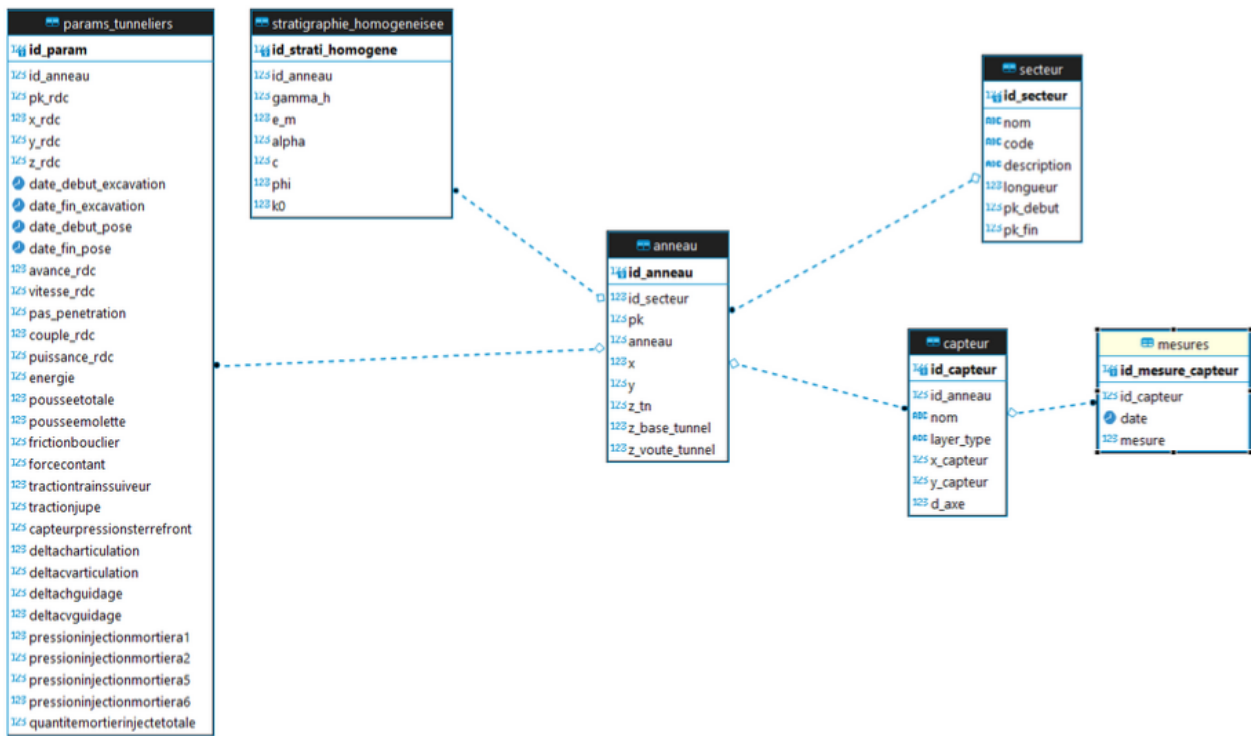 params_tunneliers
id_param
id_anneau
pk_rdc
x_rdc
y_rdc
z_rdc
date_debut_excavation
date_fin_excavation
date_debut_pose
date_fin_pose
avance_rdc
vitesse_rdc
pas_penetration
couple_rdc
puissance_rdc
energie
pousseetotale
pousseemolette
frictionbouclier
forcecontant
tractiontrainssuiveur
tractionjupe
capteurpressionsterrefront
deltacharticulation
deltacvarticulation
deltachguidage
deltacvguidage
pressioninjectionmortiera1
pressioninjectionmortiera2
pressioninjectionmortiera5
pressioninjectionmortiera6
quantitemortierinjectetotale
stratigraphie_homogeneisee
id_strati_homogene
id_anneau
gamma_h
e_m
alpha
c
phi
k0
anneau
id_anneau
id_secteur
pk
anneau
x
y
z_tn
z_base_tunnel
z_voute_tunnel
secteur
id_secteur
nom
code
description
longueur
pk_debut
pk_fin
capteur
id_capteur
id_anneau
nom
layer_type
x_capteur
y_capteur
d_axe
mesures
id_mesure_capteur
id_capteur
date
mesure